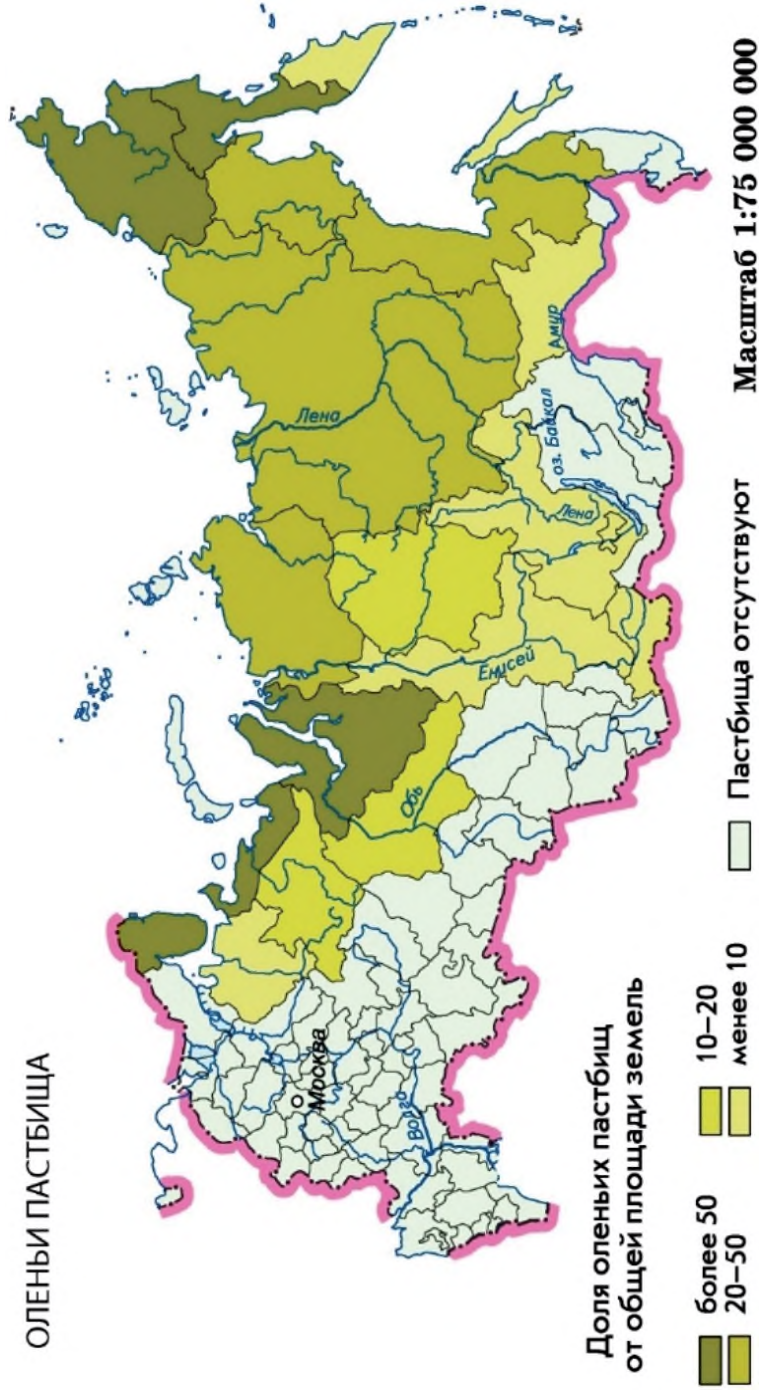 ОЛЕНЬИ ПАСТБИЩА
Москва
Волга
Обь
Енисей
Лена
Лена
оз. Байкал
Амур
Доля оленьих пастбищ
от общей площади земель
более 50
20–50
10–20
менее 10
Пастбища отсутствуют
Масштаб 1:75 000 000